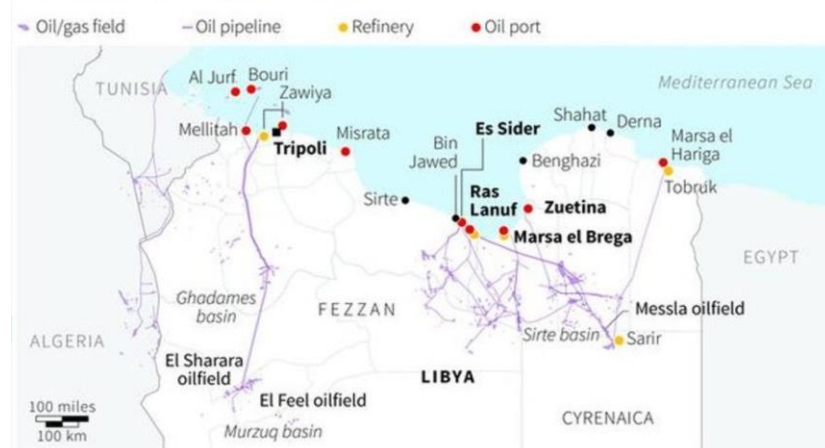 Oil/gas field
Oil pipeline
Refinery
Oil port
TUNISIA
Al Jurf
Bouri
Zawiya
Mediterranean Sea
Mellitah
Tripoli
Misrata
Bin
Jawed
Es Sider
Shahat
Derna
Marsa el
Hariga
Benghazi
Tobruk
Sirte
Ras
Lanuf
Zuetina
Marsa el Brega
EGYPT
Ghadames
basin
FEZZAN
Messla oilfield
Sirte basin
Sarir
ALGERIA
El Sharara
oilfield
LIBYA
El Feel oilfield
100 miles
100 km
CYRENAICA
Murzuq basin